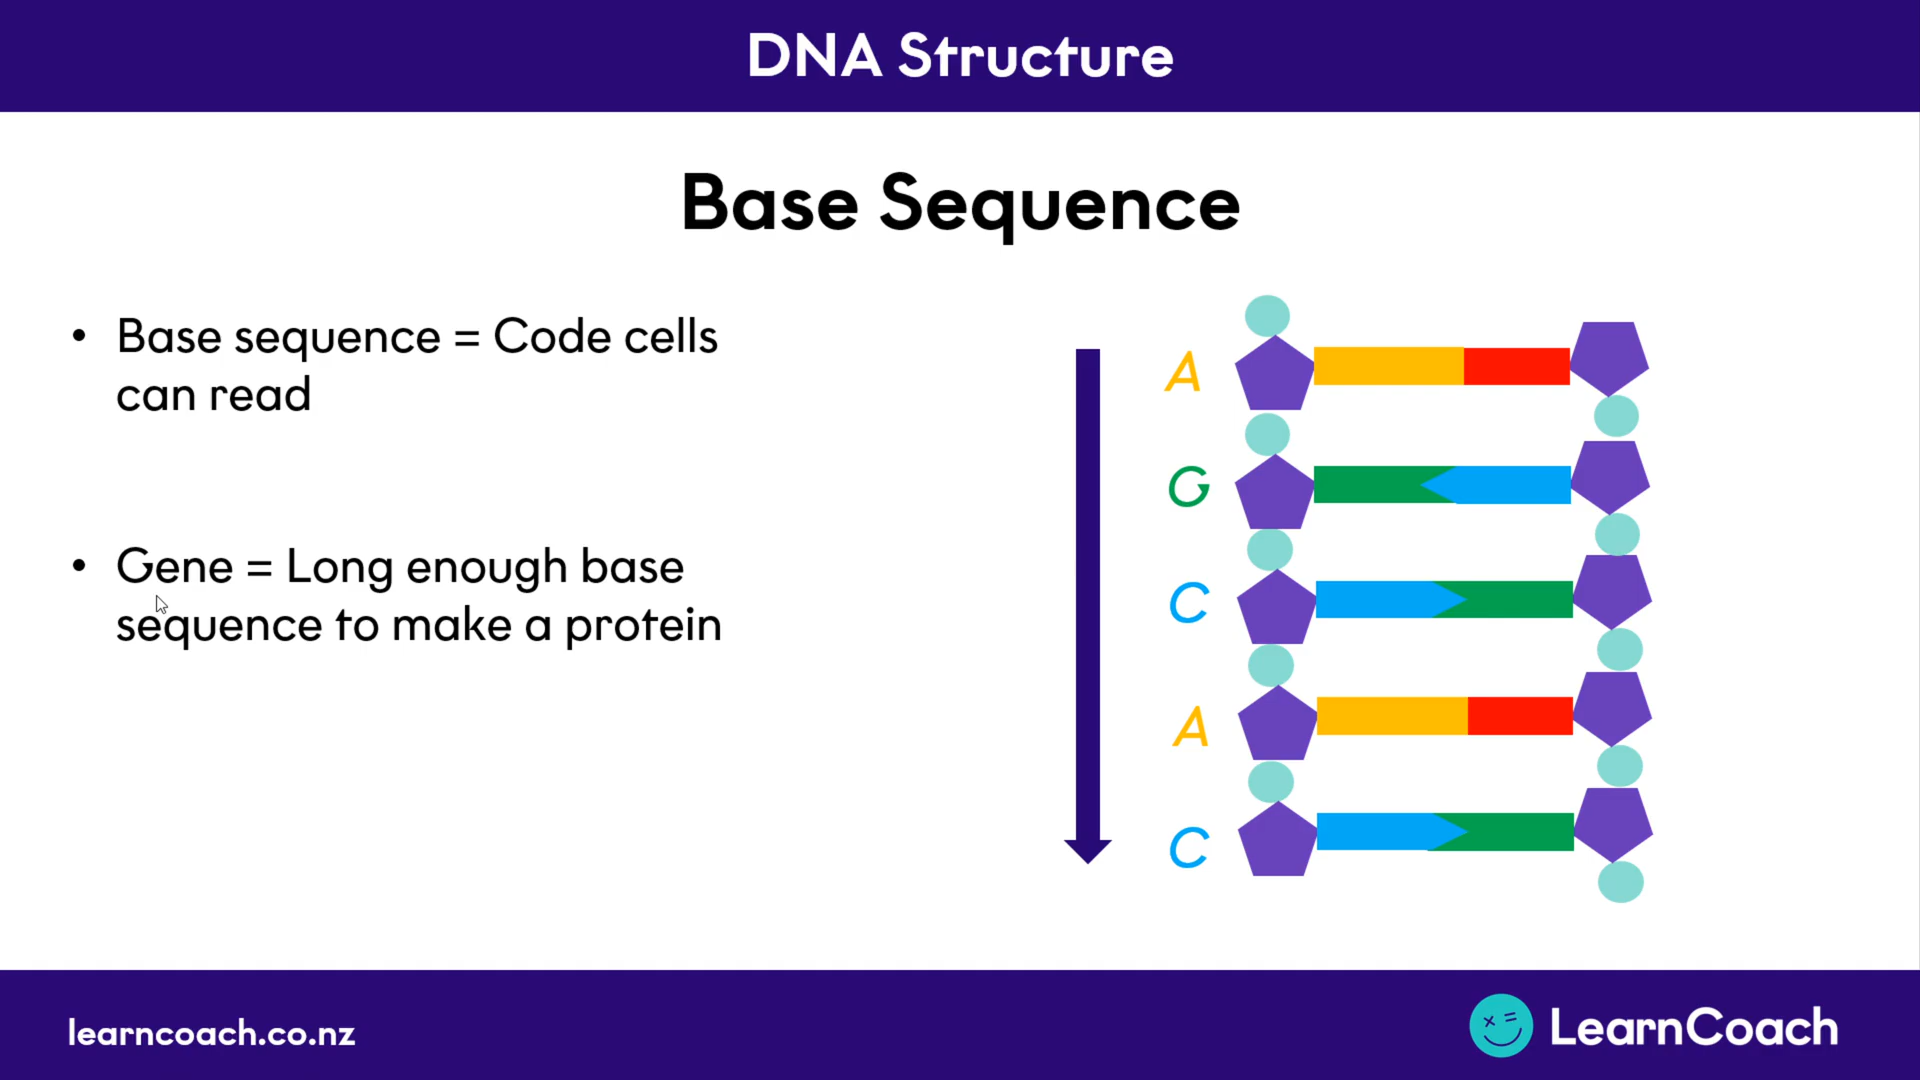 DNA Structure
Base Sequence
• Base sequence = Code cells
can read
• Gene = Long enough base
sequence to make a protein
A
G
C
A
C
learncoach.co.nz
LearnCoach